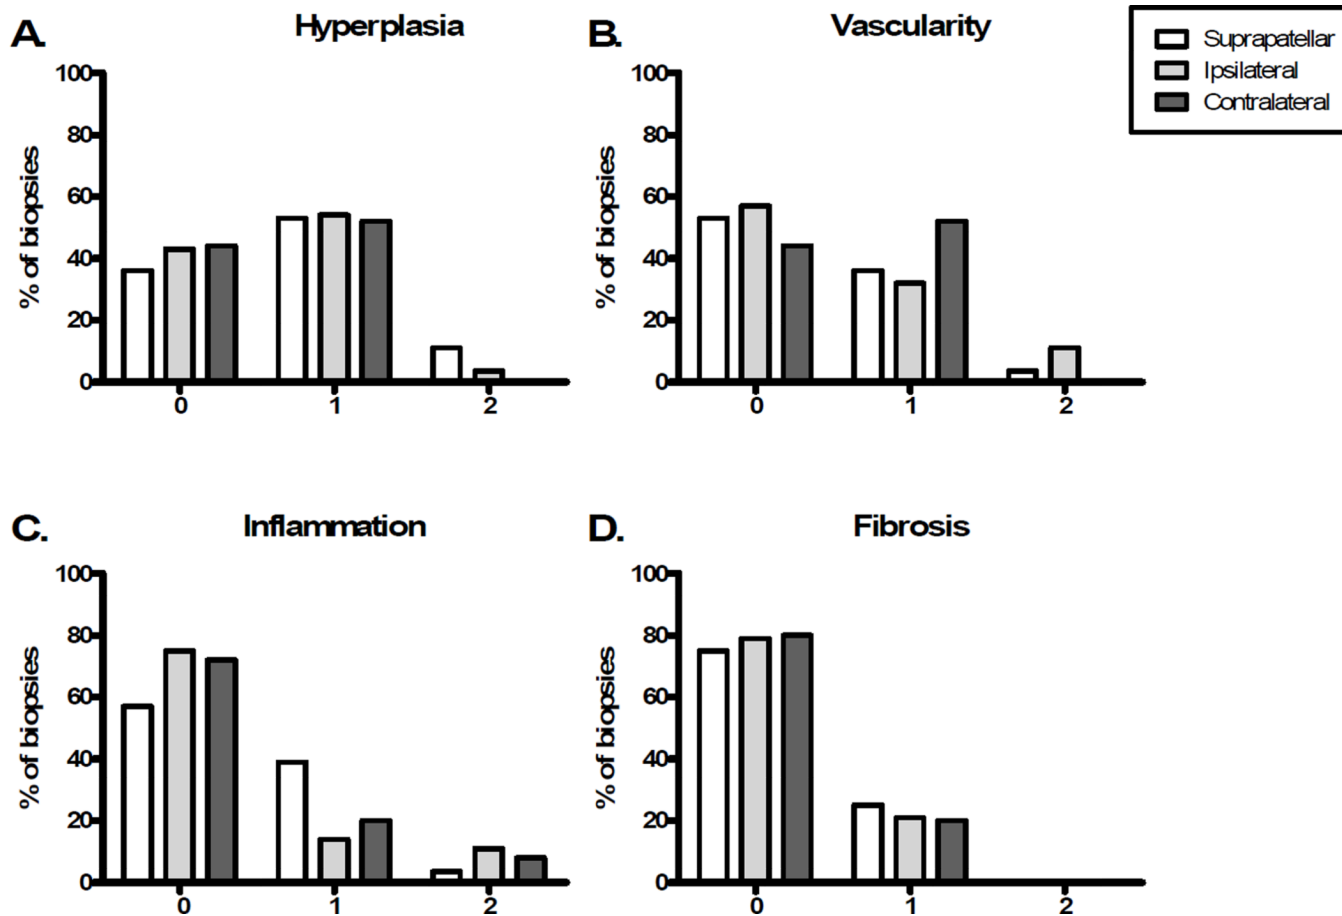 A.
Hyperplasia
% of biopsies
100
80
60
40
20
0
0 1 2
B.
Vascularity
% of biopsies
100
80
60
40
20
0
0 1 2
Suprapatellar
Ipsilateral
Contralateral
C.
Inflammation
% of biopsies
100
80
60
40
20
0
0 1 2
D.
Fibrosis
% of biopsies
100
80
60
40
20
0
0 1 2